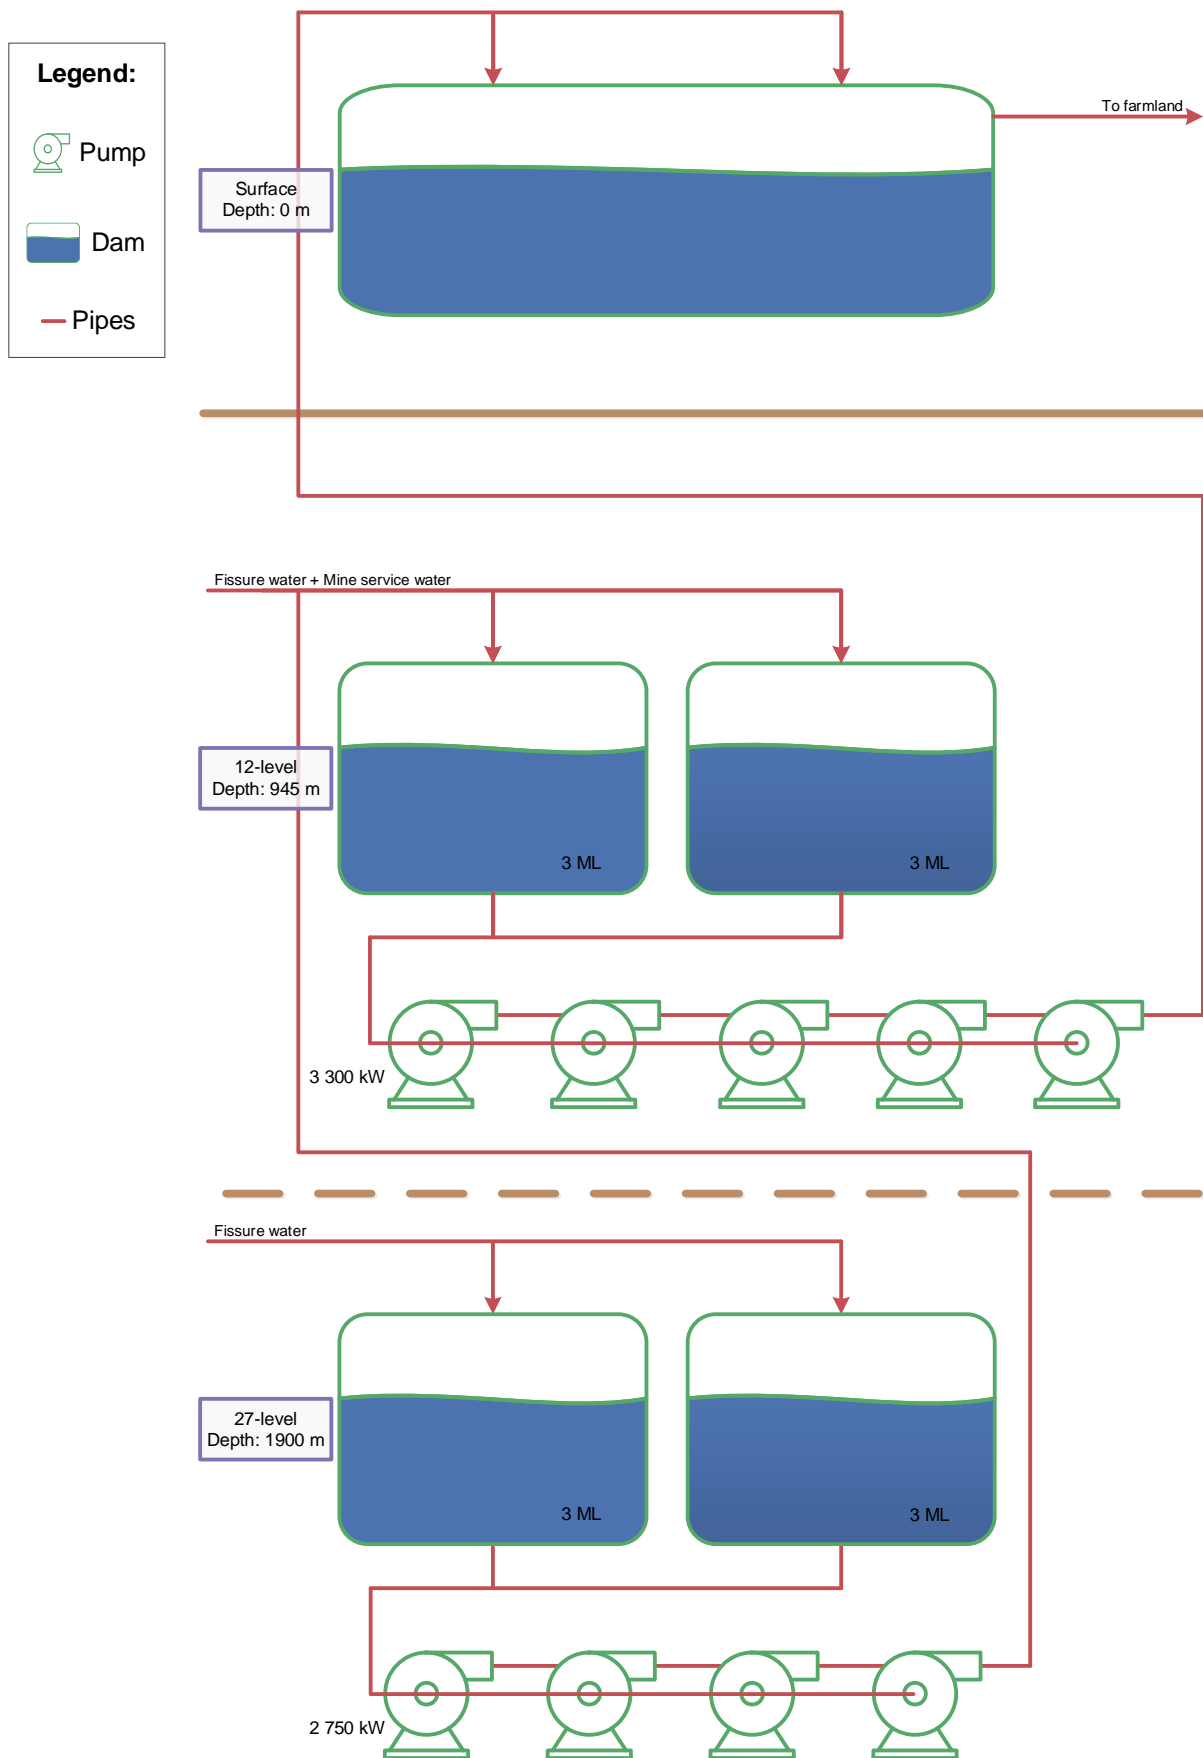 Legend:
Pump
Dam
Pipes
To farmland
Surface
Depth: 0 m
Fissure water + Mine service water
12-level
Depth: 945 m
3 ML
3 ML
3 300 kW
Fissure water
27-level
Depth: 1900 m
3 ML
3 ML
2 750 kW